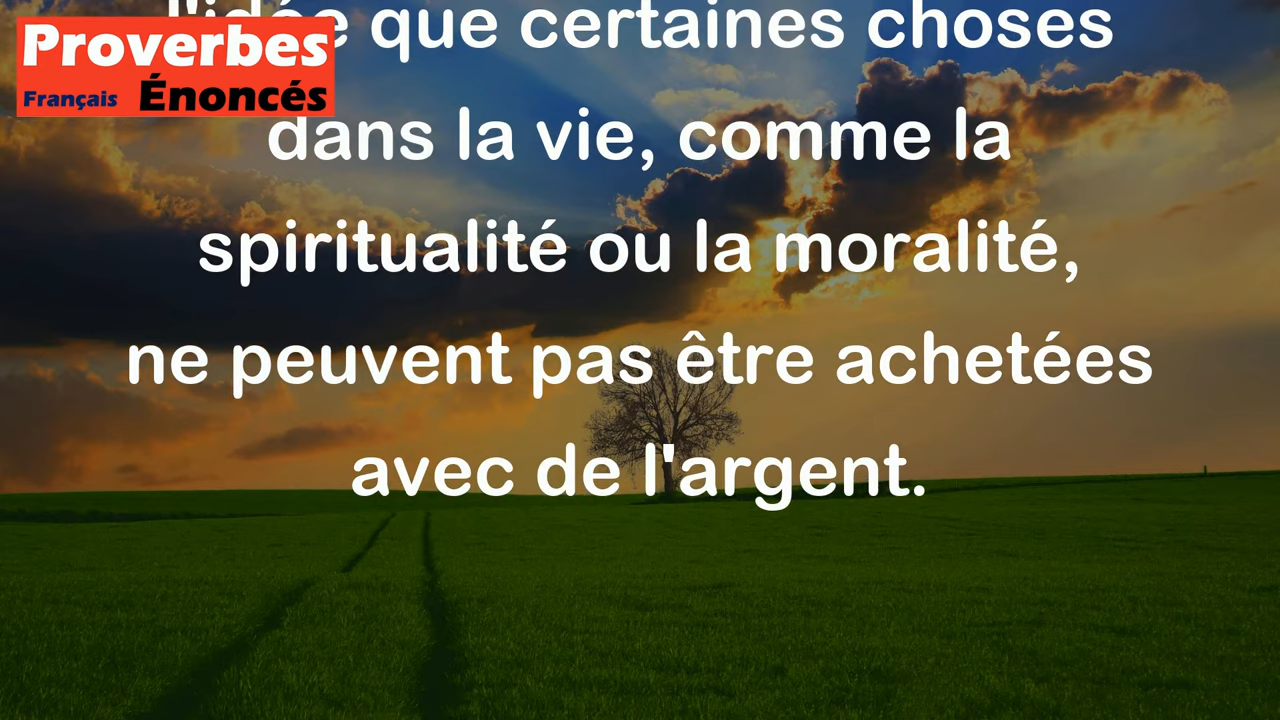 Proverbes
Français Énoncés
l'idée que certaines choses
dans la vie, comme la
spiritualité ou la moralité,
ne peuvent pas être achetées
avec de l'argent.